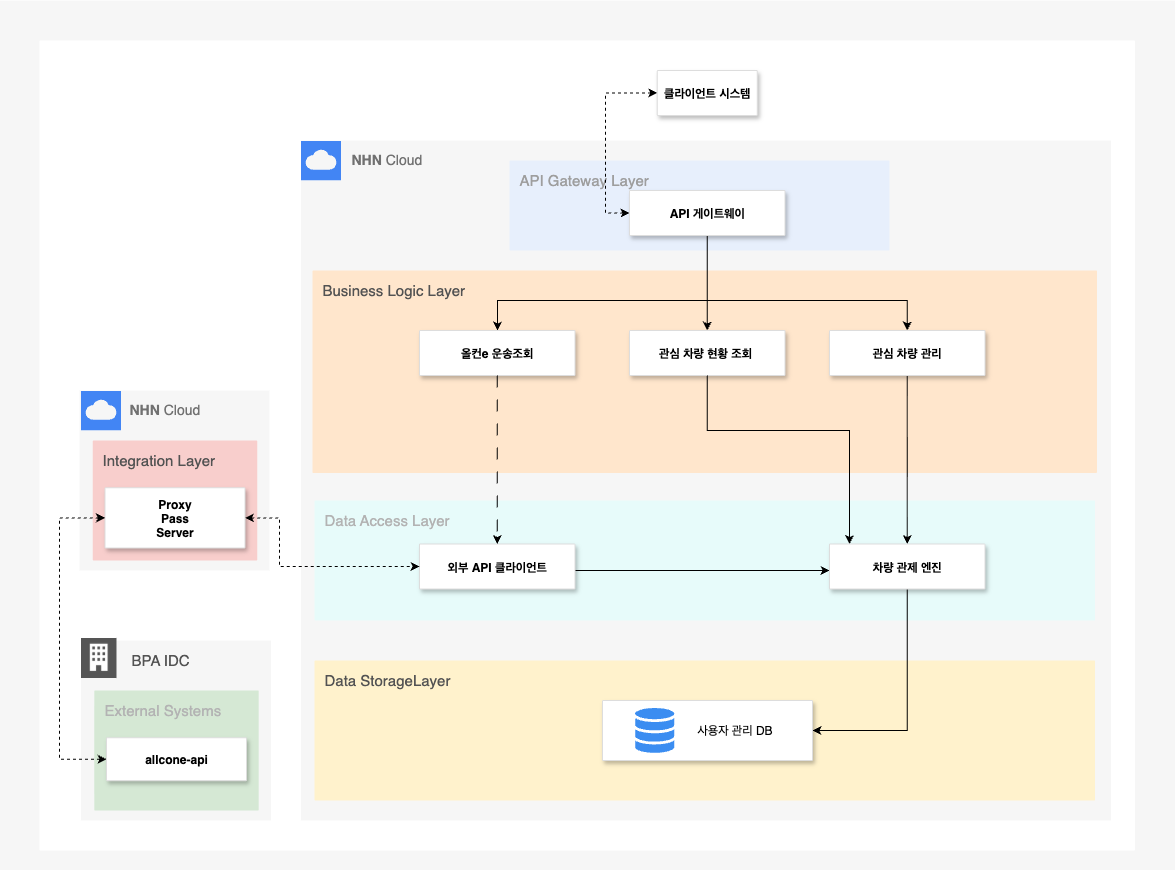 클라이언트 시스템
NHN Cloud
API Gateway Layer
API 게이트웨이
Business Logic Layer
올컨e 운송조회
관심 차량 현황 조회
관심 차량 관리
NHN Cloud
Integration Layer
Proxy
Pass
Server
Data Access Layer
외부 API 클라이언트
차량 관제 엔진
BPA IDC
External Systems
allcone-api
Data StorageLayer
사용자 관리 DB